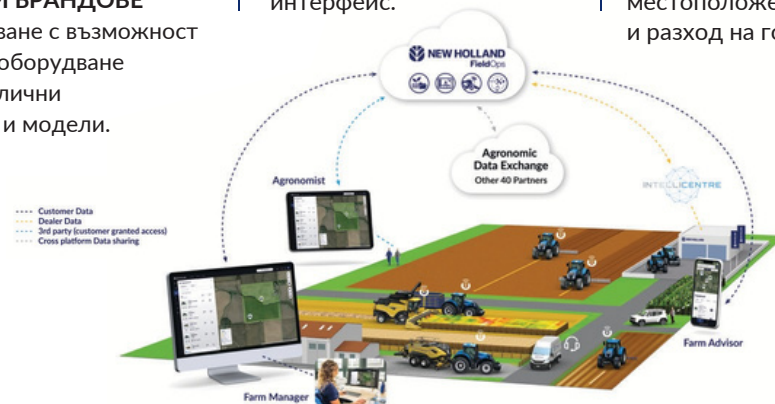 БРАНДОВЕ
ване с възможност
оборудване
лични
и модели.
интерфейс.
местоположе
и разход на го
NEW HOLLAND
FieldOps
Agronomic
Data Exchange
Other 40 Partners
Agronomist
INTELLICENTRE
Customer Data
Dealer Data
3rd party (customer granted access)
Cross platform Data sharing
Farm Advisor
Farm Manager